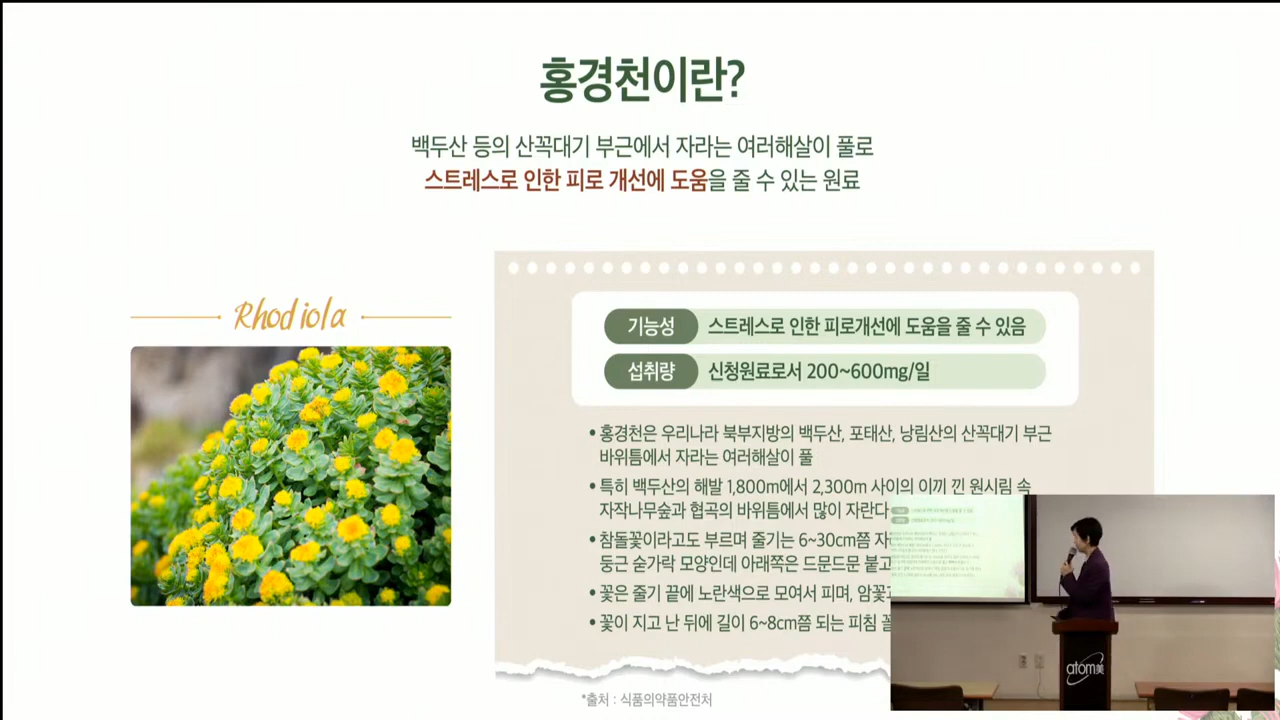 홍경천이란?
백두산 등의 산꼭대기 부근에서 자라는 여러해살이 풀로
스트레스로 인한 피로 개선에 도움을 줄 수 있는 원료
Rhodiola
기능성 스트레스로 인한 피로개선에 도움을 줄 수 있음
섭취량 신청원료로서 200~600mg/일
• 홍경천은 우리나라 북부지방의 백두산, 포태산, 낭림산의 산꼭대기 부근
바위틈에서 자라는 여러해살이 풀
• 특히 백두산의 해발 1,800m에서 2,300m 사이의 이끼 낀 원시림 속
자작나무숲과 협곡의 바위틈에서 많이 자란다
• 참돌꽃이라고도 부르며 줄기는 6~30cm쯤
둥근 숟가락 모양인데 아래쪽은 드문드문 붙고
• 꽃은 줄기 끝에 노란색으로 모여서 피며,
• 꽃이 지고 난 뒤에 길이 6~8cm쯤 되는 피침
*출처 : 식품의약품안전처
atom美